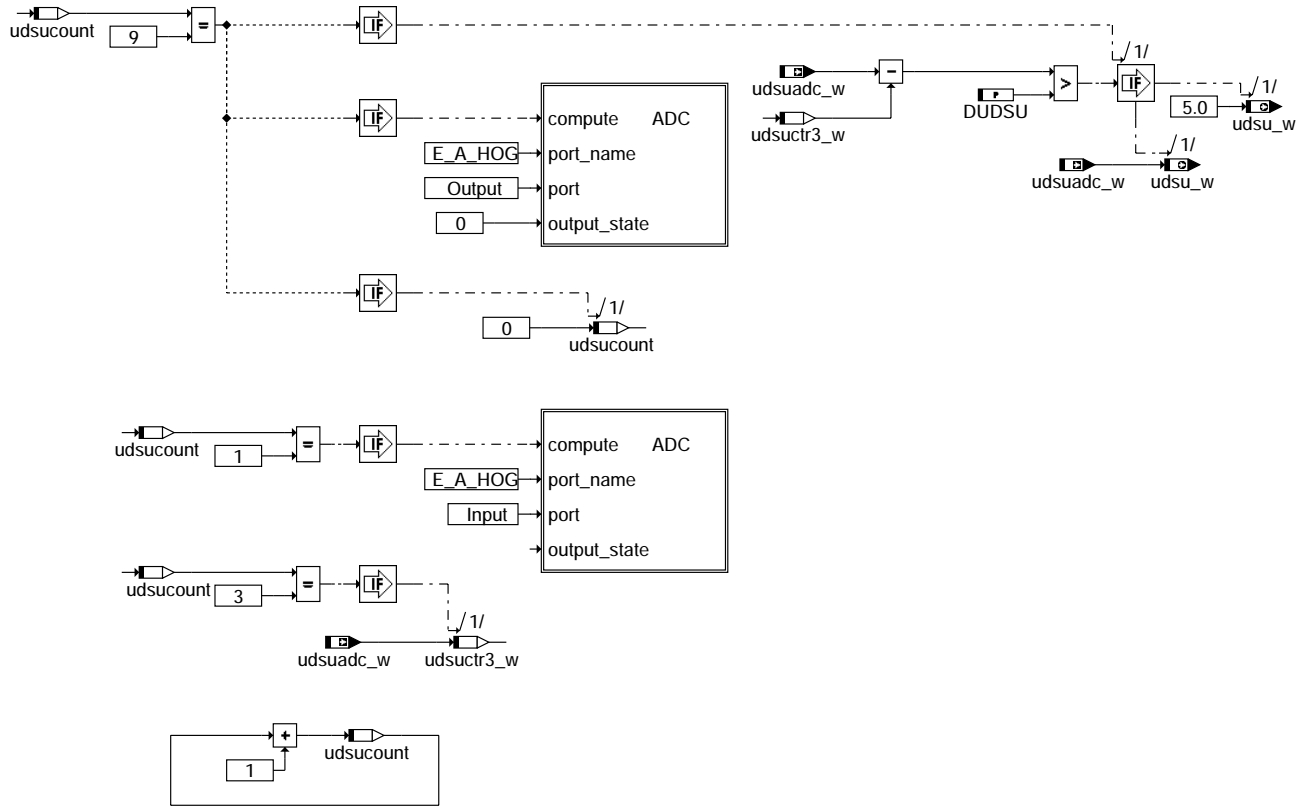 udsucount
9
=
IF
/1/
udsuadc_w
-
udsuctr3_w
P
DUDSU
>
IF
/1/
5.0
udsu_w
/1/
udsuadc_w
udsu_w
IF
compute ADC
E_A_HOG port_name
Output port
0 output_state
IF
/1/
0
udsucount
udsucount
1
=
IF
compute ADC
E_A_HOG port_name
Input port
output_state
udsucount
3
=
IF
/1/
udsuadc_w
udsuctr3_w
+
udsucount
1